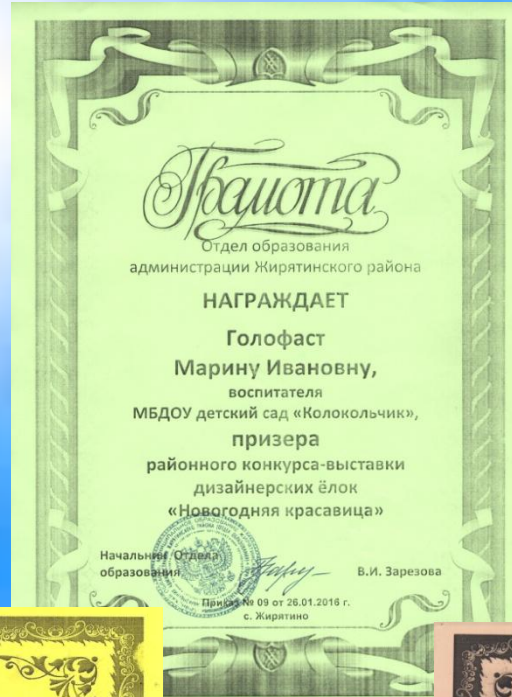 Грамота
Отдел образования
администрации Жирятинского района
НАГРАЖДАЕТ
Голофаст
Марину Ивановну,
воспитателя
МБДОУ детский сад «Колокольчик»,
призера
районного конкурса-выставки
дизайнерских ёлок
«Новогодняя красавица»
Начальник Отдела
образования
В.И. Зарезова
Приказ № 09 от 26.01.2016 г.
с. Жирятино